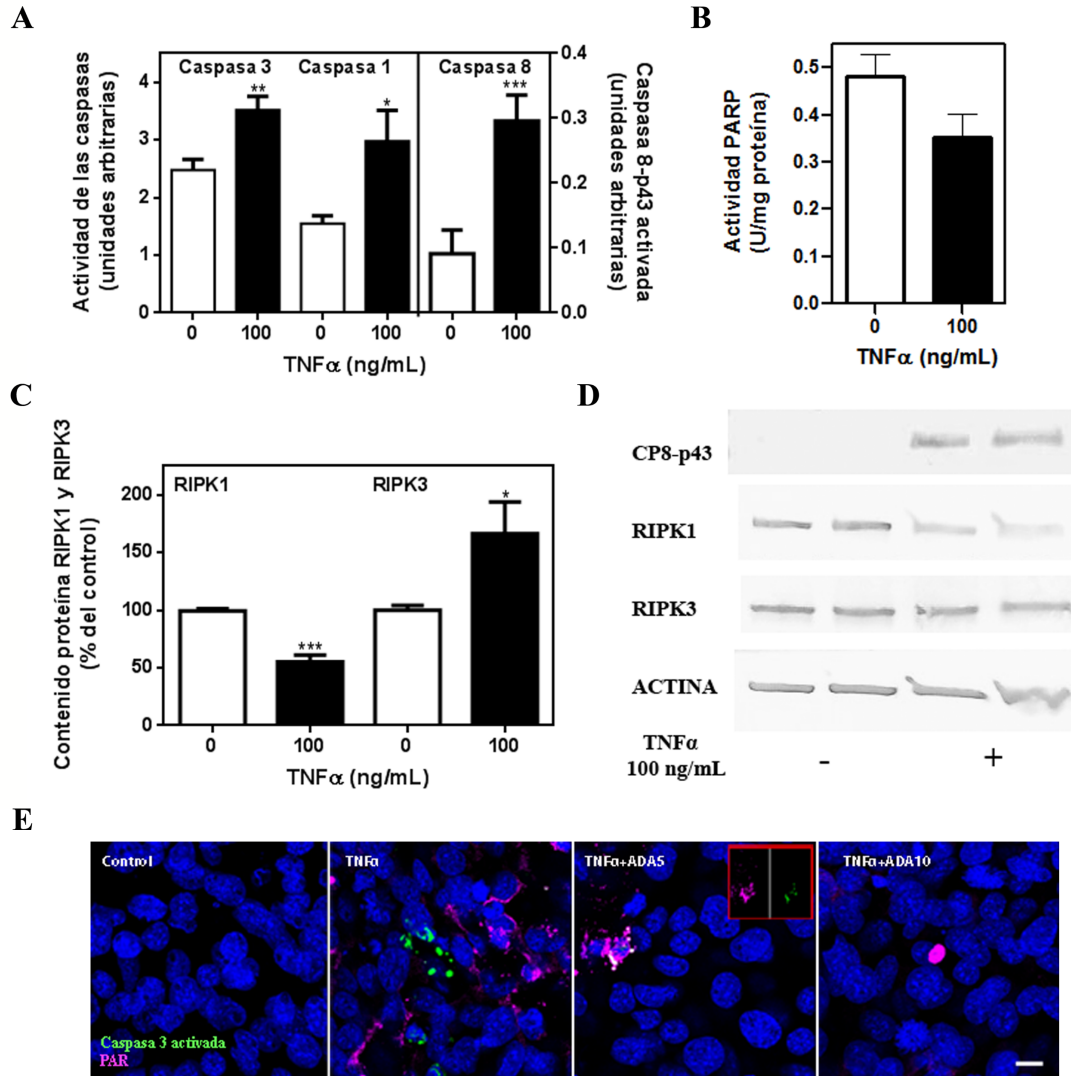 A
Actividad de las caspasas
(unidades arbitrarias)
Caspasa 3
Caspasa 1
Caspasa 8
**
*
***
4
3
2
1
0
0.4
0.3
0.2
0.1
0.0
Caspasa 8-p43 activada
(unidades arbitrarias)
0 100 0 100 0 100
TNFα (ng/mL)
B
Actividad PARP
(U/mg proteína)
0.5
0.4
0.3
0.2
0.1
0.0
0 100
TNFα (ng/mL)
C
Contenido proteína RIPK1 y RIPK3
(% del control)
RIPK1
RIPK3
***
*
200
150
100
50
0
0 100 0 100
TNFα (ng/mL)
D
CP8-p43
RIPK1
RIPK3
ACTINA
TNFα
100 ng/mL
- +
E
Control
TNFα
TNFα+ADA5
TNFα+ADA10
Caspasa 3 activada
PAR